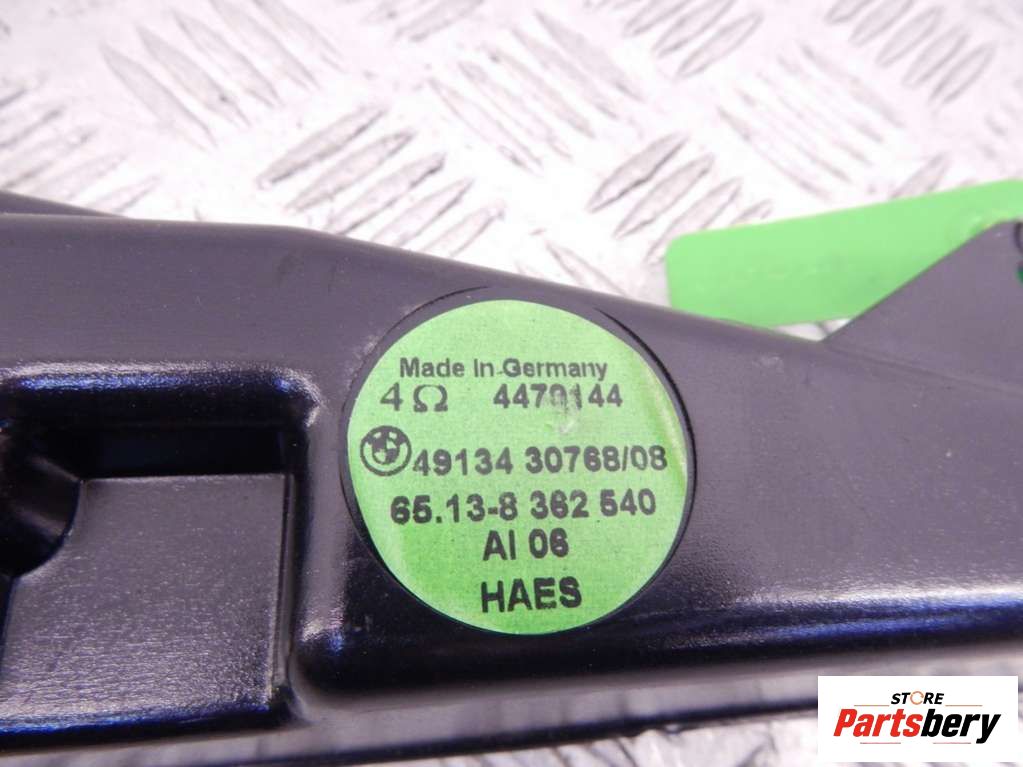 Made In Germany
4Ω 4479144
49134 30768/08
65.13-8 362 540
AI 06
HAES
STORE
Partsbery